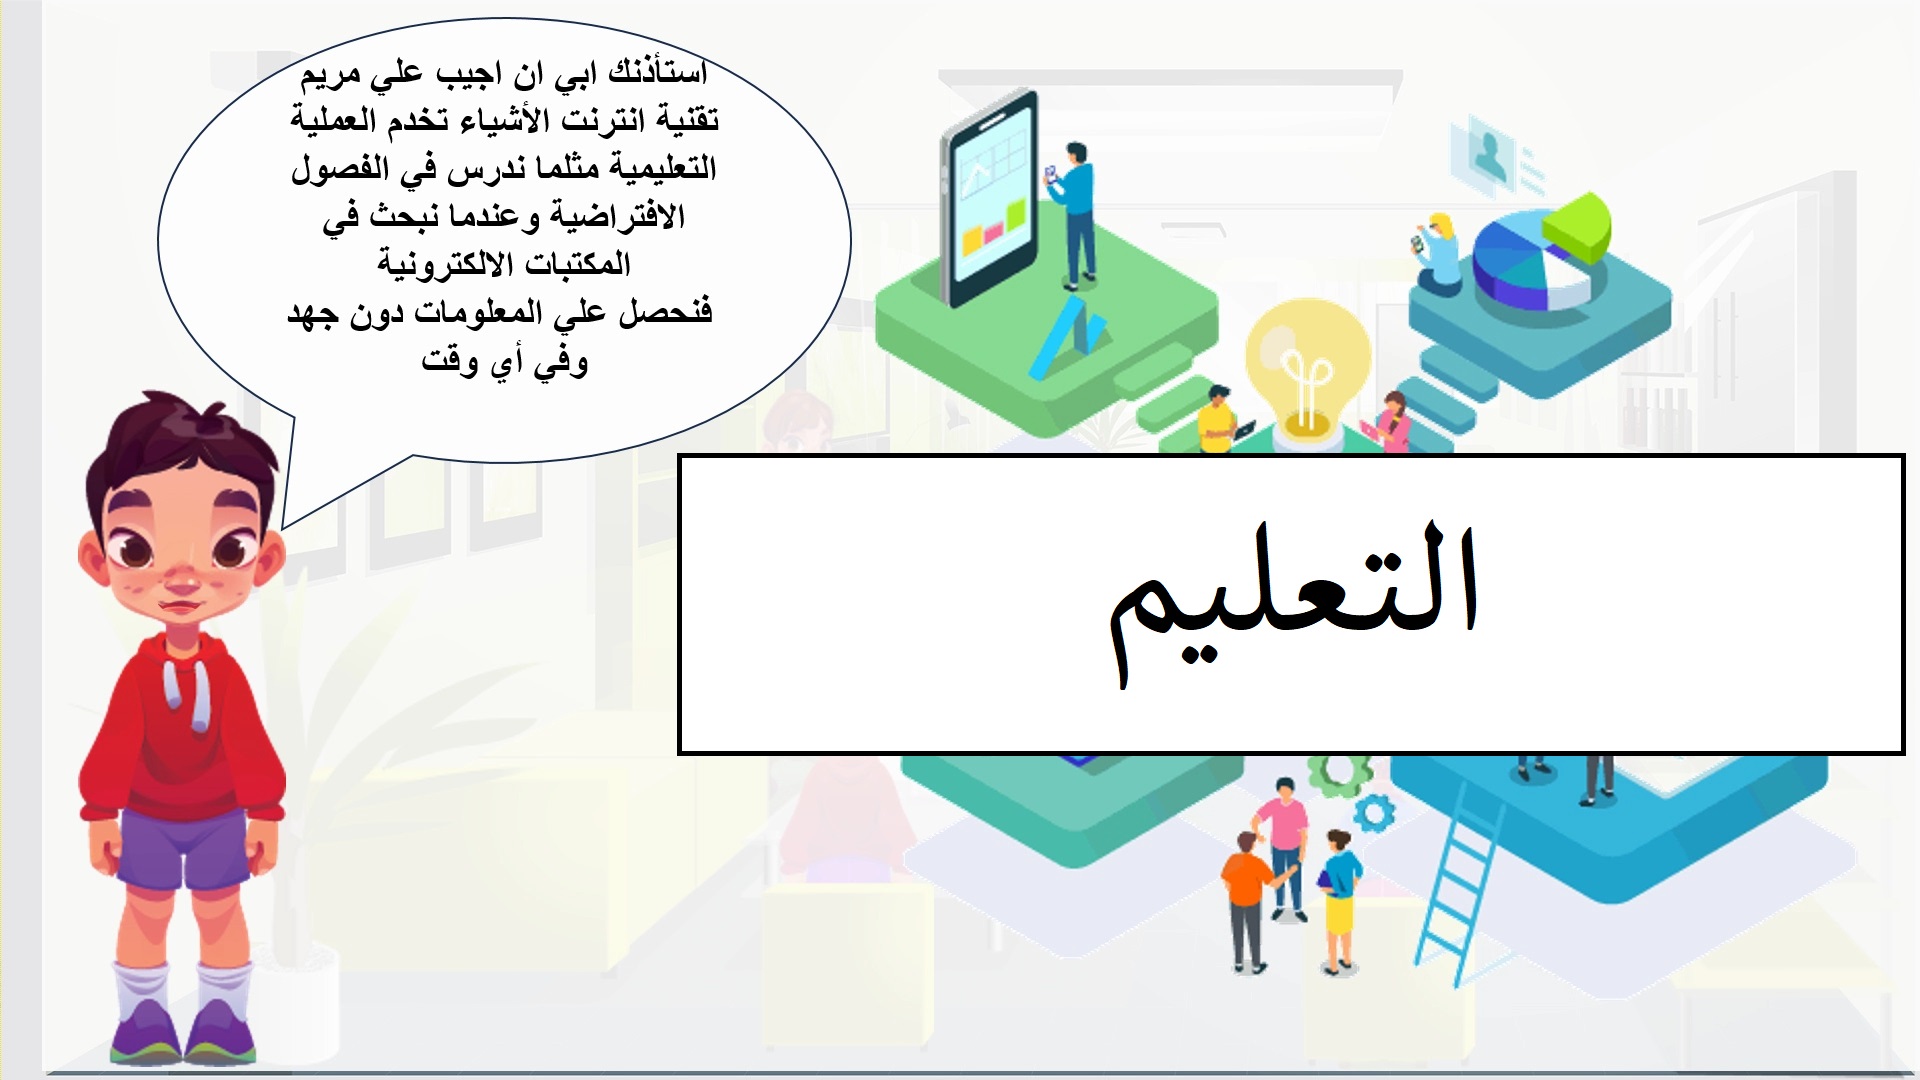 استأذنك ابي ان اجيب علي مريم
تقنية انترنت الأشياء تخدم العملية
التعليمية مثلما ندرس في الفصول
الافتراضية وعندما نبحث في
المكتبات الالكترونية
فنحصل علي المعلومات دون جهد
وفي أي وقت
التعليم